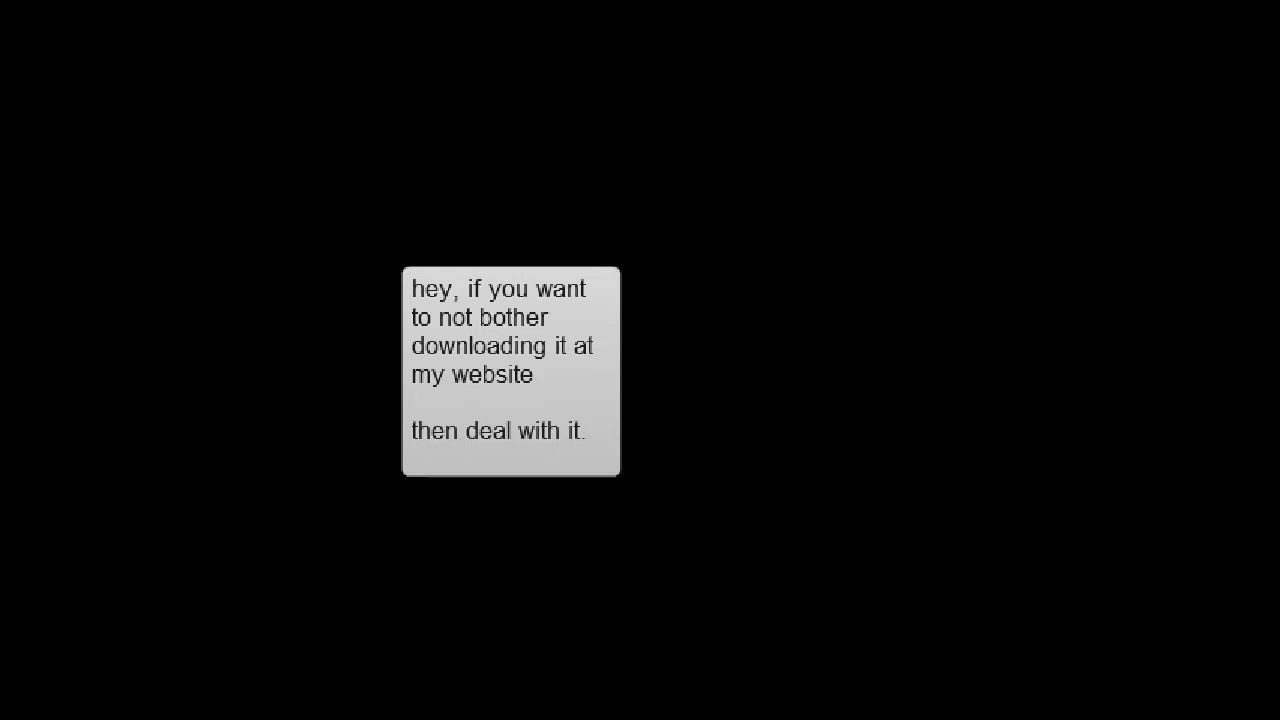 hey, if you want
to not bother
downloading it at
my website
then deal with it.